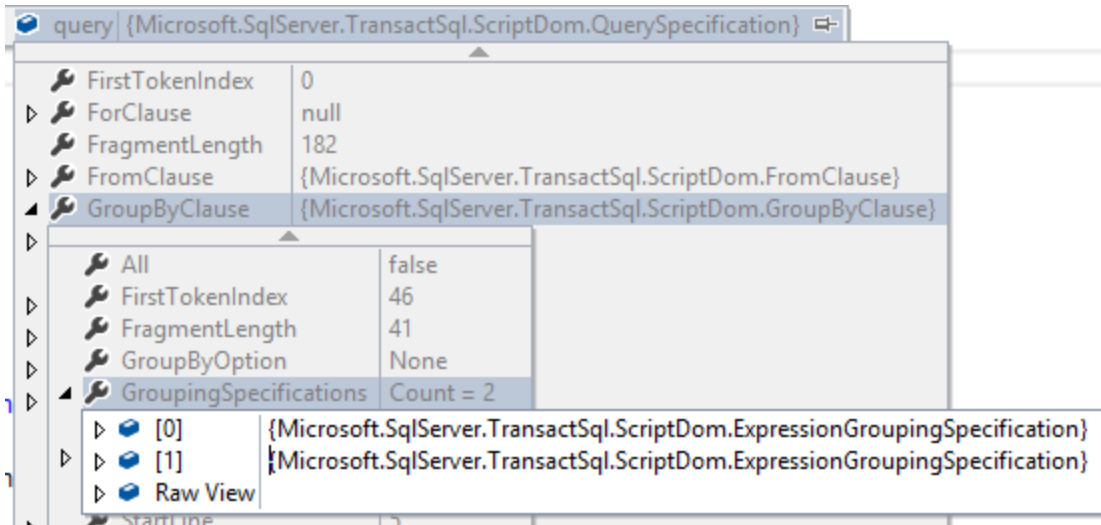 query {Microsoft.SqlServer.TransactSql.ScriptDom.QuerySpecification}
FirstTokenIndex 0
ForClause null
FragmentLength 182
FromClause {Microsoft.SqlServer.TransactSql.ScriptDom.FromClause}
GroupByClause {Microsoft.SqlServer.TransactSql.ScriptDom.GroupByClause}
All false
FirstTokenIndex 46
FragmentLength 41
GroupByOption None
GroupingSpecifications Count = 2
[0] {Microsoft.SqlServer.TransactSql.ScriptDom.ExpressionGroupingSpecification}
[1] {Microsoft.SqlServer.TransactSql.ScriptDom.ExpressionGroupingSpecification}
Raw View
StartLine 5